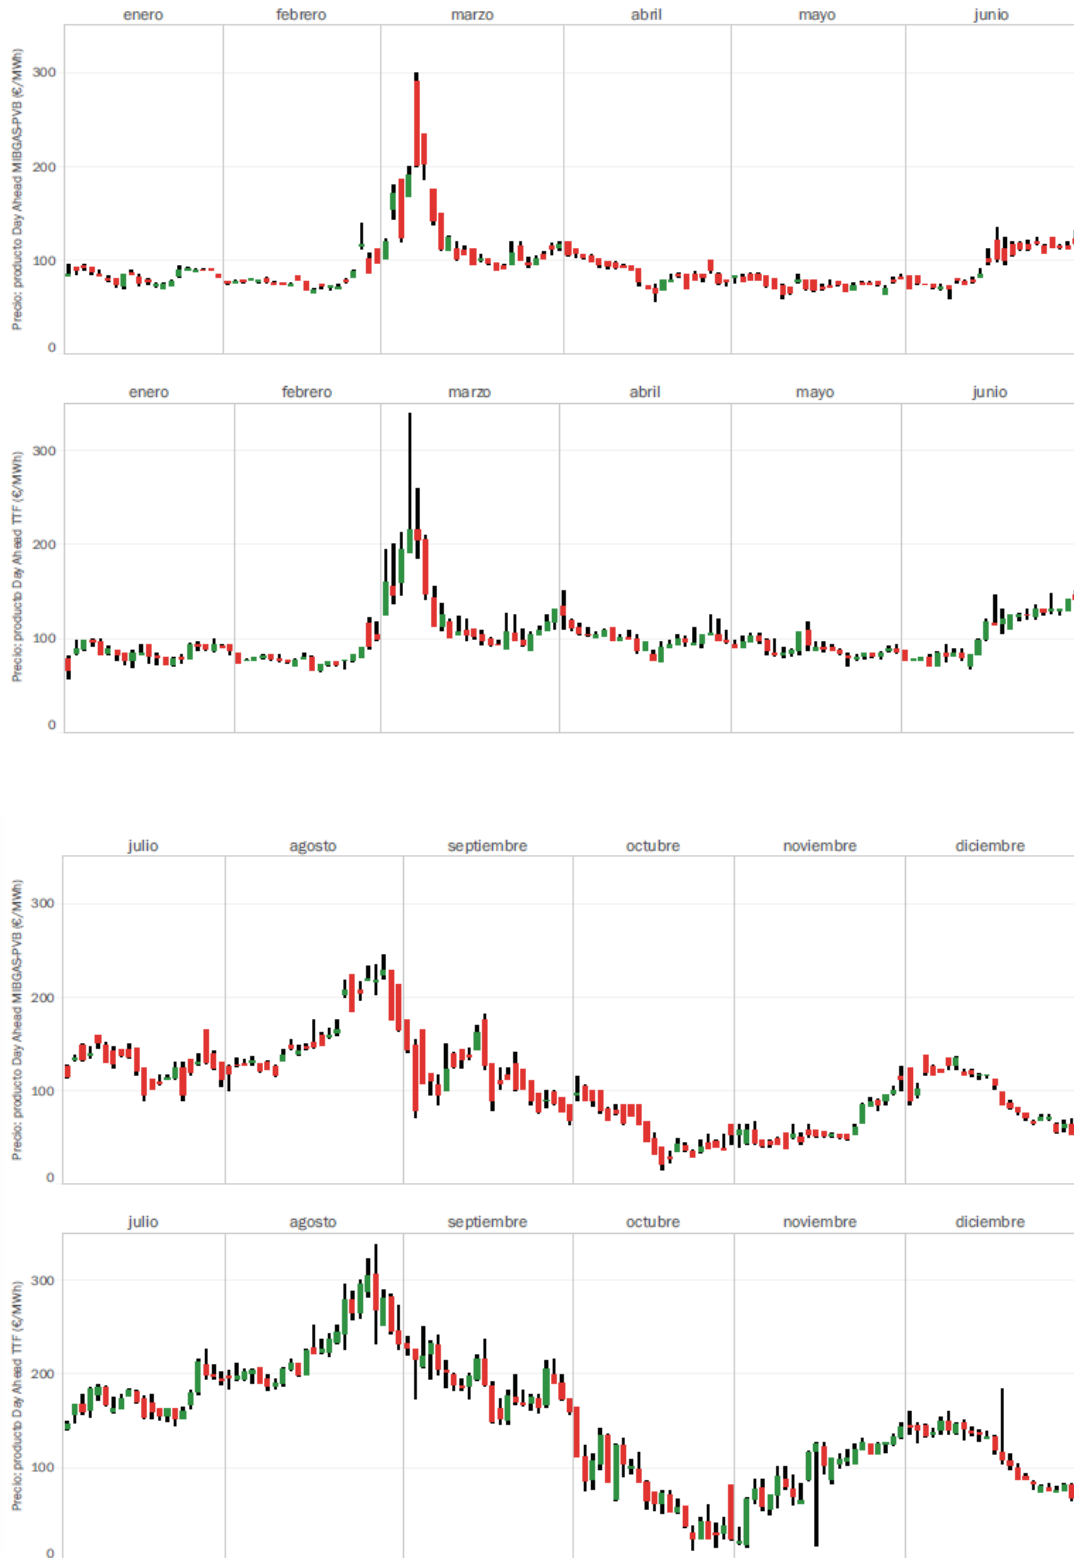 enero febrero marzo abril mayo junio
Precio: producto Day Ahead MIBGAS-PVB (€/MWh)
300
200
100
0
enero febrero marzo abril mayo junio
Precio: producto Day Ahead TTF (€/MWh)
300
200
100
0
julio agosto septiembre octubre noviembre diciembre
Precio: producto Day Ahead MIBGAS-PVB (€/MWh)
300
200
100
0
julio agosto septiembre octubre noviembre diciembre
Precio: producto Day Ahead TTF (€/MWh)
300
200
100
0